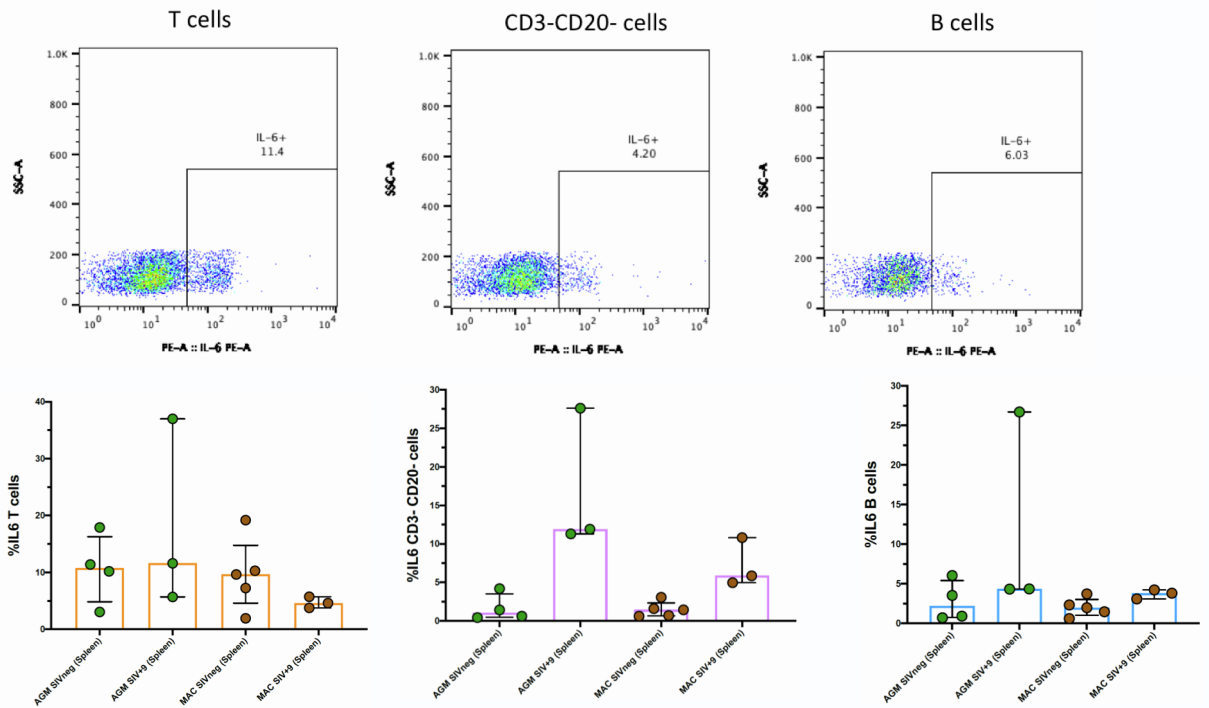 T cells
CD3-CD20- cells
B cells
1.0K
800
600
400
200
0
SSC-A
IL-6+
11.4
10^0 10^1 10^2 10^3 10^4
PE-A :: IL-6 PE-A
1.0K
800
600
400
200
0
SSC-A
IL-6+
4.20
10^0 10^1 10^2 10^3 10^4
PE-A :: IL-6 PE-A
1.0K
800
600
400
200
0
SSC-A
IL-6+
6.03
10^0 10^1 10^2 10^3 10^4
PE-A :: IL-6 PE-A
40
30
20
10
0
%IL6 T cells
AGM SIVneg (Spleen)
AGM SIV+9 (Spleen)
MAC SIVneg (Spleen)
MAC SIV+9 (Spleen)
30
25
20
15
10
5
0
%IL6 CD3- CD20- cells
AGM SIVneg (Spleen)
AGM SIV+9 (Spleen)
MAC SIVneg (Spleen)
MAC SIV+9 (Spleen)
30
25
20
15
10
5
0
%IL6 B cells
AGM SIVneg (Spleen)
AGM SIV+9 (Spleen)
MAC SIVneg (Spleen)
MAC SIV+9 (Spleen)